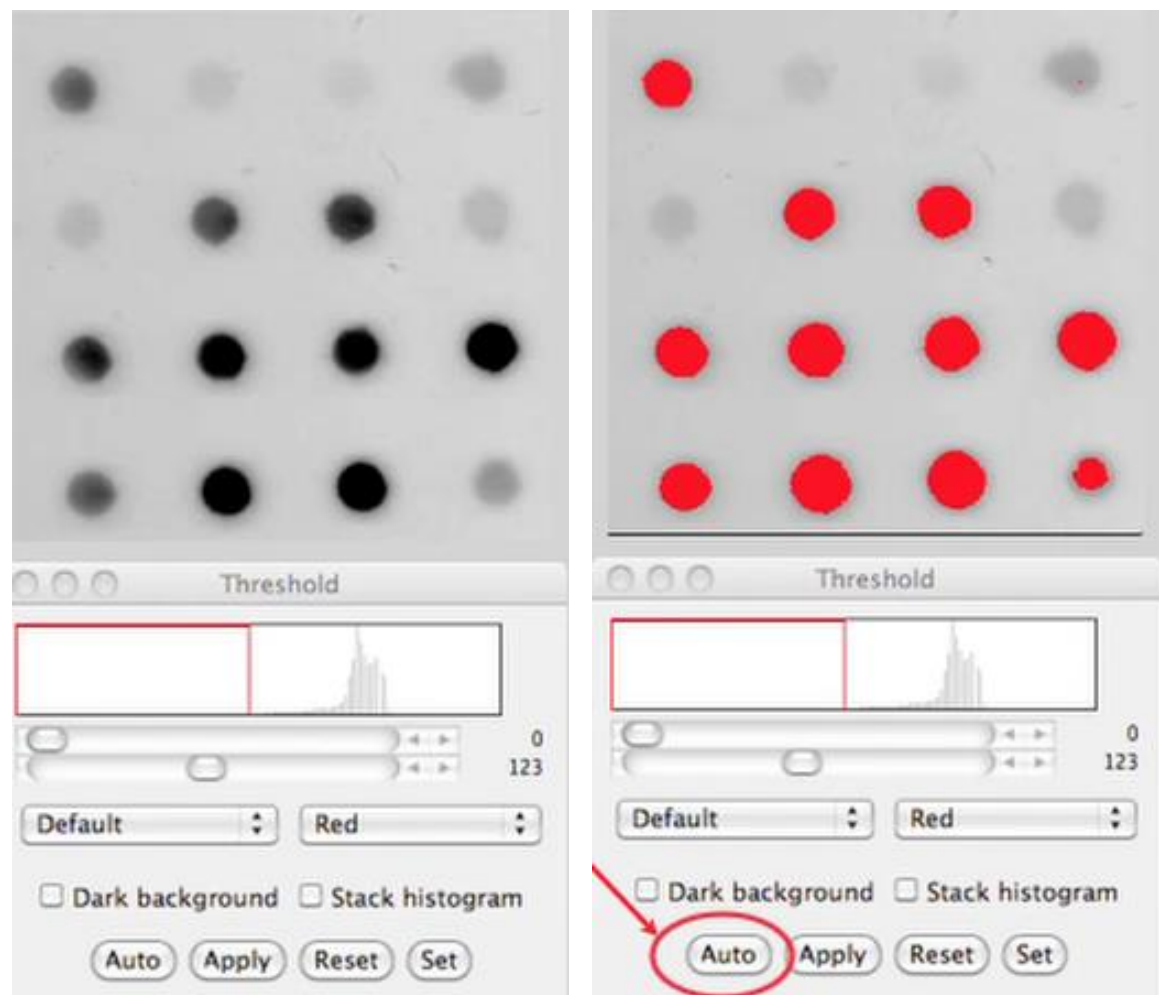 Threshold
0
123
Default Red
Dark background Stack histogram
Auto Apply Reset Set
Threshold
0
123
Default Red
Dark background Stack histogram
Auto Apply Reset Set